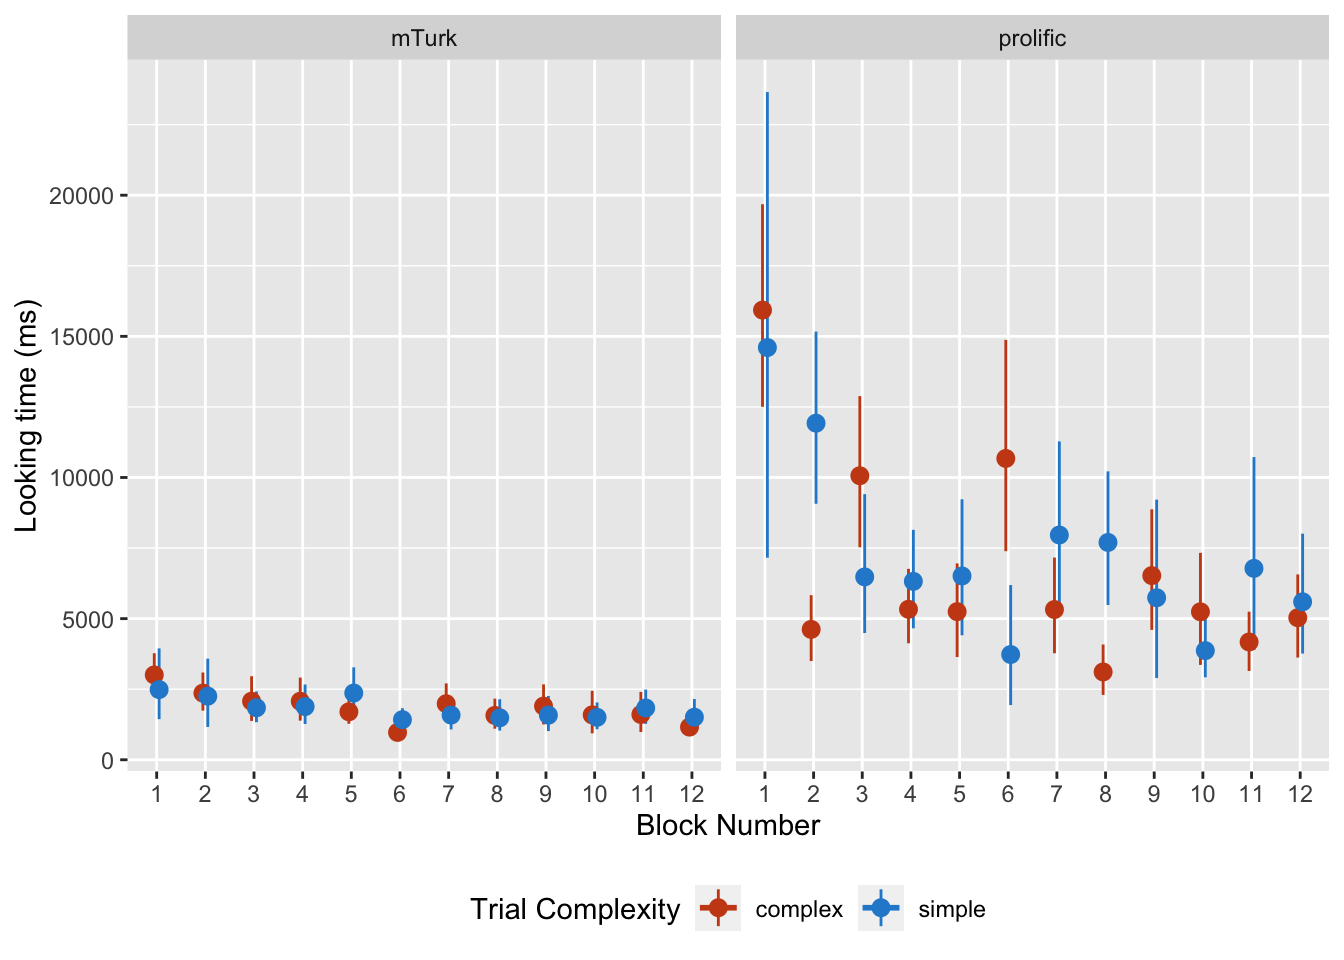 mTurk prolific
20000
15000
10000
5000
0
Looking time (ms)
1 2 3 4 5 6 7 8 9 10 11 12 1 2 3 4 5 6 7 8 9 10 11 12
Block Number
Trial Complexity complex simple